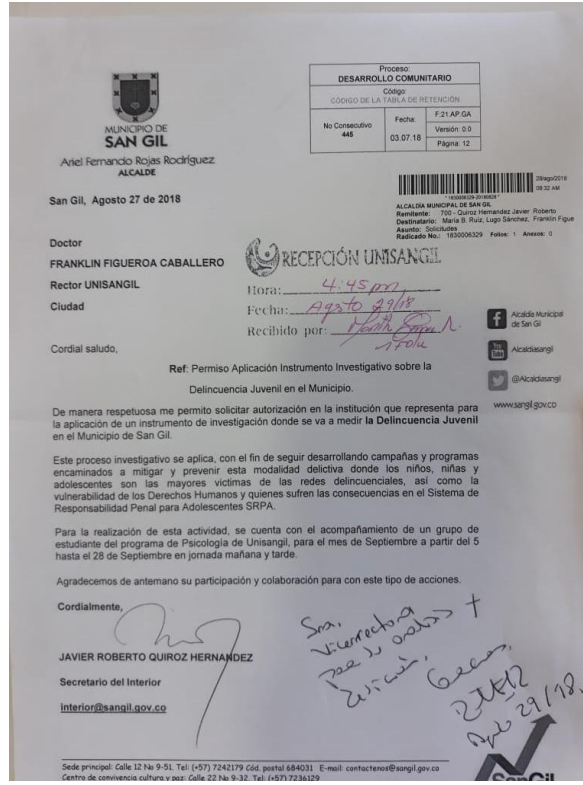 MUNICIPIO DE
SAN GIL
Ariel Fernando Rojas Rodríguez
ALCALDE
Proceso:
DESARROLLO COMUNITARIO
Código:
CÓDIGO DE LA TABLA DE RETENCIÓN
No Consecutivo
445
Fecha:
03.07.18
F:21.AP.GA
Versión: 0.0
Página: 12
28/ago/2018
09:32 AM
ALCALDÍA MUNICIPAL DE SAN GIL
Remitente: 700 - Quiroz Hernandez Javier Roberto
Destinatario: Maria B. Ruiz, Lugo Sánchez, Franklin Figue
Asunto: Solicitudes
Radicado No.: 1830006329 Folios: 1 Anexos: 0
San Gil, Agosto 27 de 2018
Doctor
FRANKLIN FIGUEROA CABALLERO
Rector UNISANGIL
Ciudad
RECEPCIÓN UNISANGIL
Hora: 4:45 pm
Fecha: Agsto 29/18
Recibido por:
Alcaldía Municipal
de San Gil
You
Tube
Alcaldiasangil
@Alcaldiasangil
www.sangil.gov.co
Cordial saludo,
Ref: Permiso Aplicación Instrumento Investigativo sobre la
Delincuencia Juvenil en el Municipio.
De manera respetuosa me permito solicitar autorización en la institución que representa para
la aplicación de un instrumento de investigación donde se va a medir la Delincuencia Juvenil
en el Municipio de San Gil.
Este proceso investigativo se aplica, con el fin de seguir desarrollando campañas y programas
encaminados a mitigar y prevenir esta modalidad delictiva donde los niños, niñas y
adolescentes son las mayores victimas de las redes delincuenciales, así como la
vulnerabilidad de los Derechos Humanos y quienes sufren las consecuencias en el Sistema de
Responsabilidad Penal para Adolescentes SRPA.
Para la realización de esta actividad, se cuenta con el acompañamiento de un grupo de
estudiante del programa de Psicología de Unisangil, para el mes de Septiembre a partir del 5
hasta el 28 de Septiembre en jornada mañana y tarde.
Agradecemos de antemano su participación y colaboración para con este tipo de acciones.
Cordialmente,
JAVIER ROBERTO QUIROZ HERNANDEZ
Secretario del Interior
interior@sangil.gov.co
Sra.
Vicerrectora
Gracias,
Ago 29/18.
Sede principal: Calle 12 No 9-51. Tel: (+57) 7242179 Cód. postal 684031 E-mail: contactenos@sangil.gov.co
Centro de convivencia cultura y paz: Calle 22 No 9-32. Tel: (+57) 7236129
SanGil